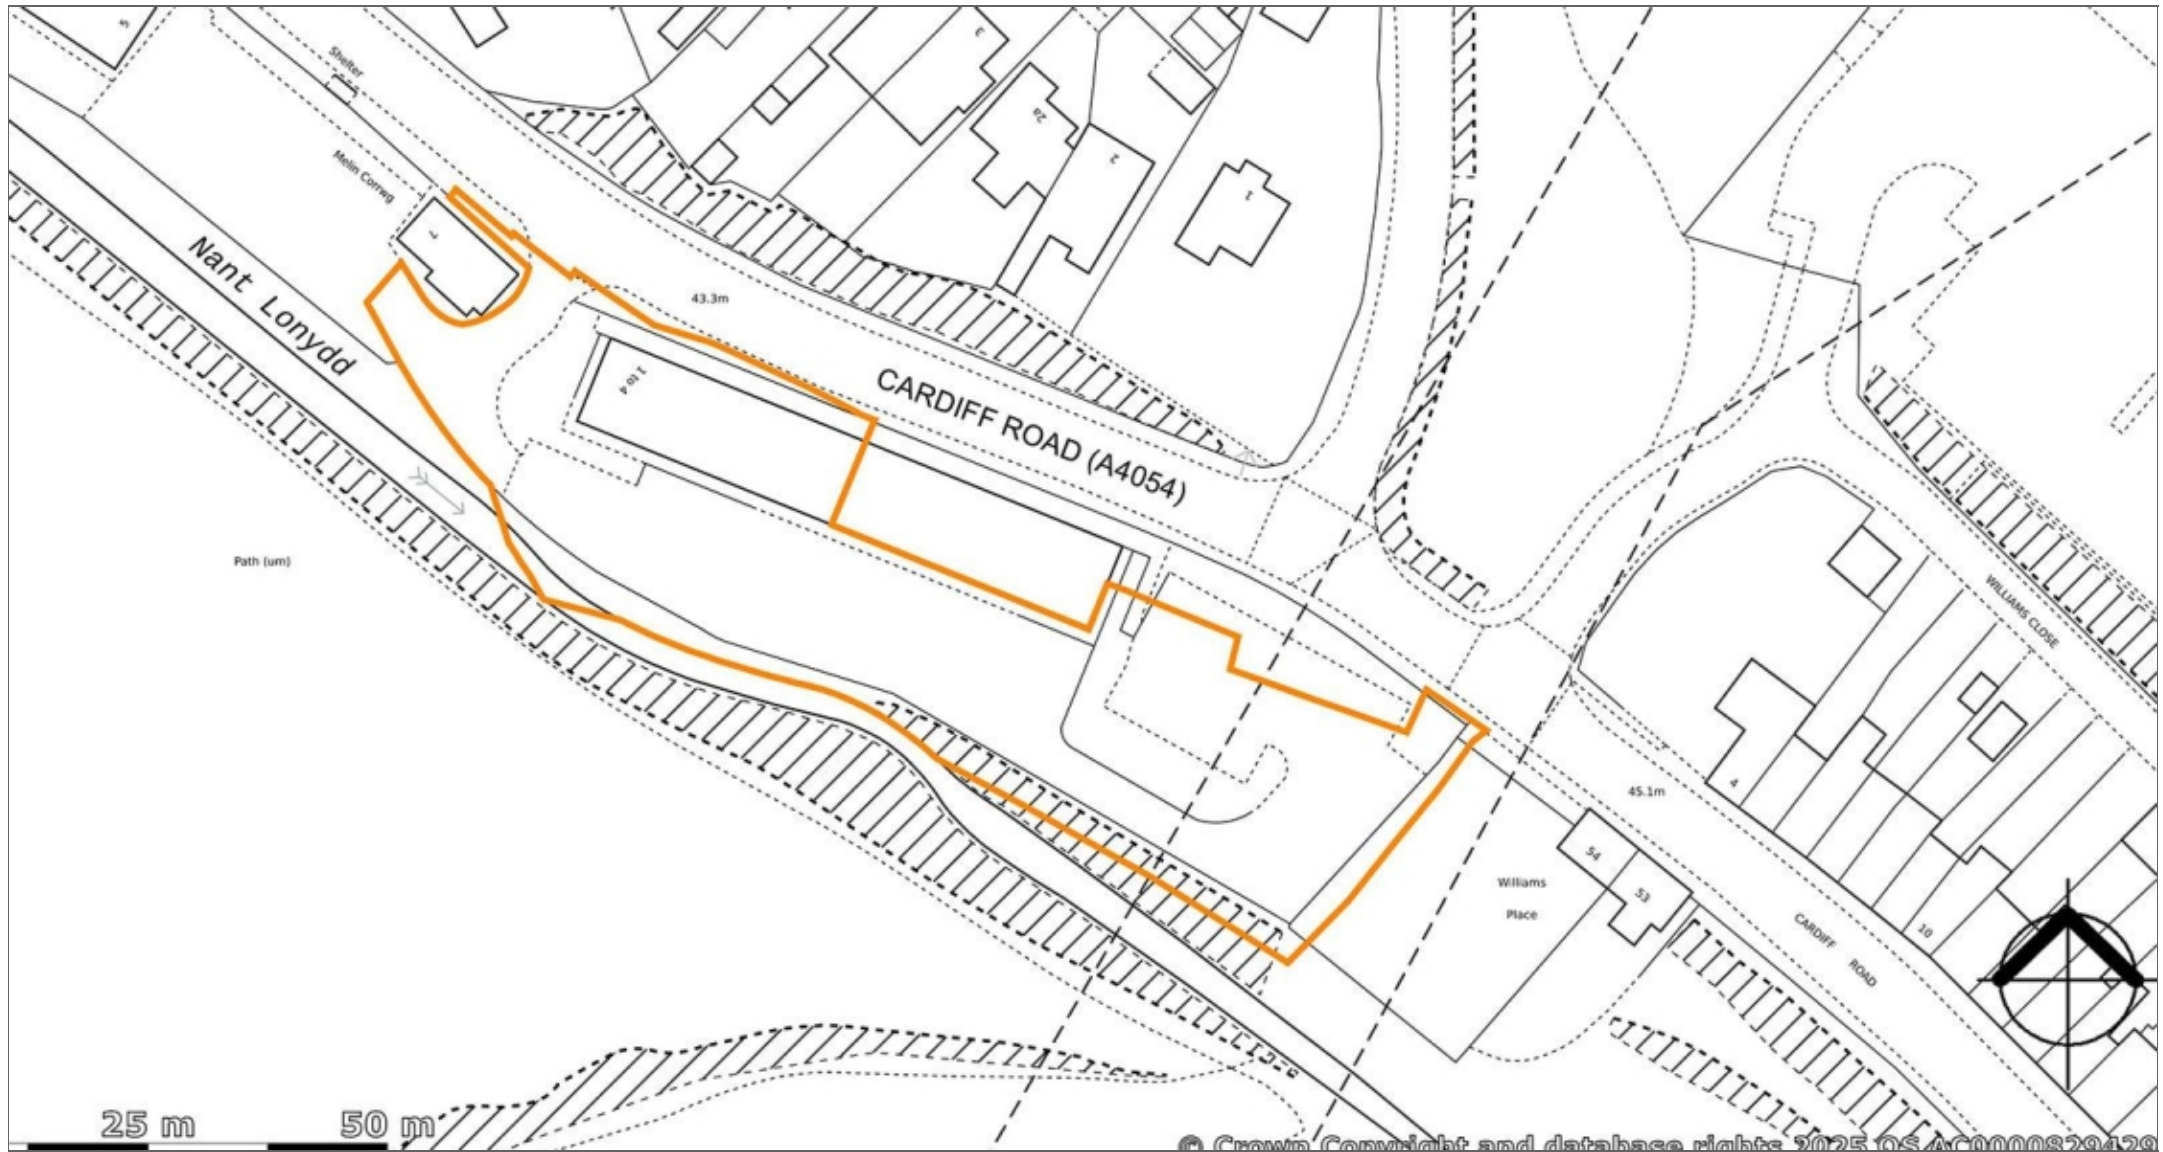 5
Shelter
3
2a
2
1
Melin Corrwg
7
Nant Lonydd
43.3m
1 to 4
CARDIFF ROAD (A4054)
Path (um)
WILLIAMS CLOSE
4
45.1m
54
53
Williams
Place
10
CARDIFF ROAD
25 m
50 m
© Crown Copyright and database rights 2025 OS AC0000829429